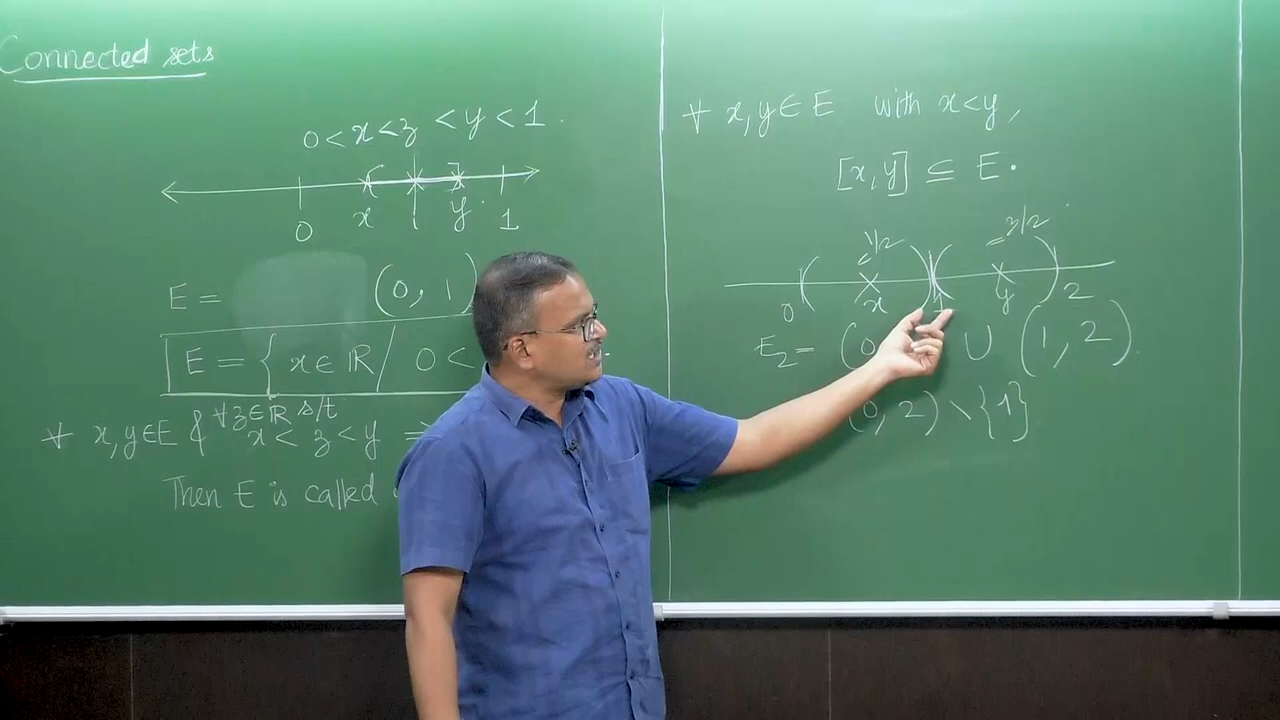 Connected sets
0 < x < z < y < 1.
0 x y 1
E = (0, 1)
E = { x ∈ ℝ / 0 <
∀ x,y ∈ E & ∀ z ∈ ℝ s/t
x < z < y =
Then E is called
∀ x,y ∈ E with x < y,
[x, y] ⊆ E.
=1/2 =3/2
0 x 1 y 2
E₂ = (0 ∪ (1, 2).
(0, 2) \ {1}